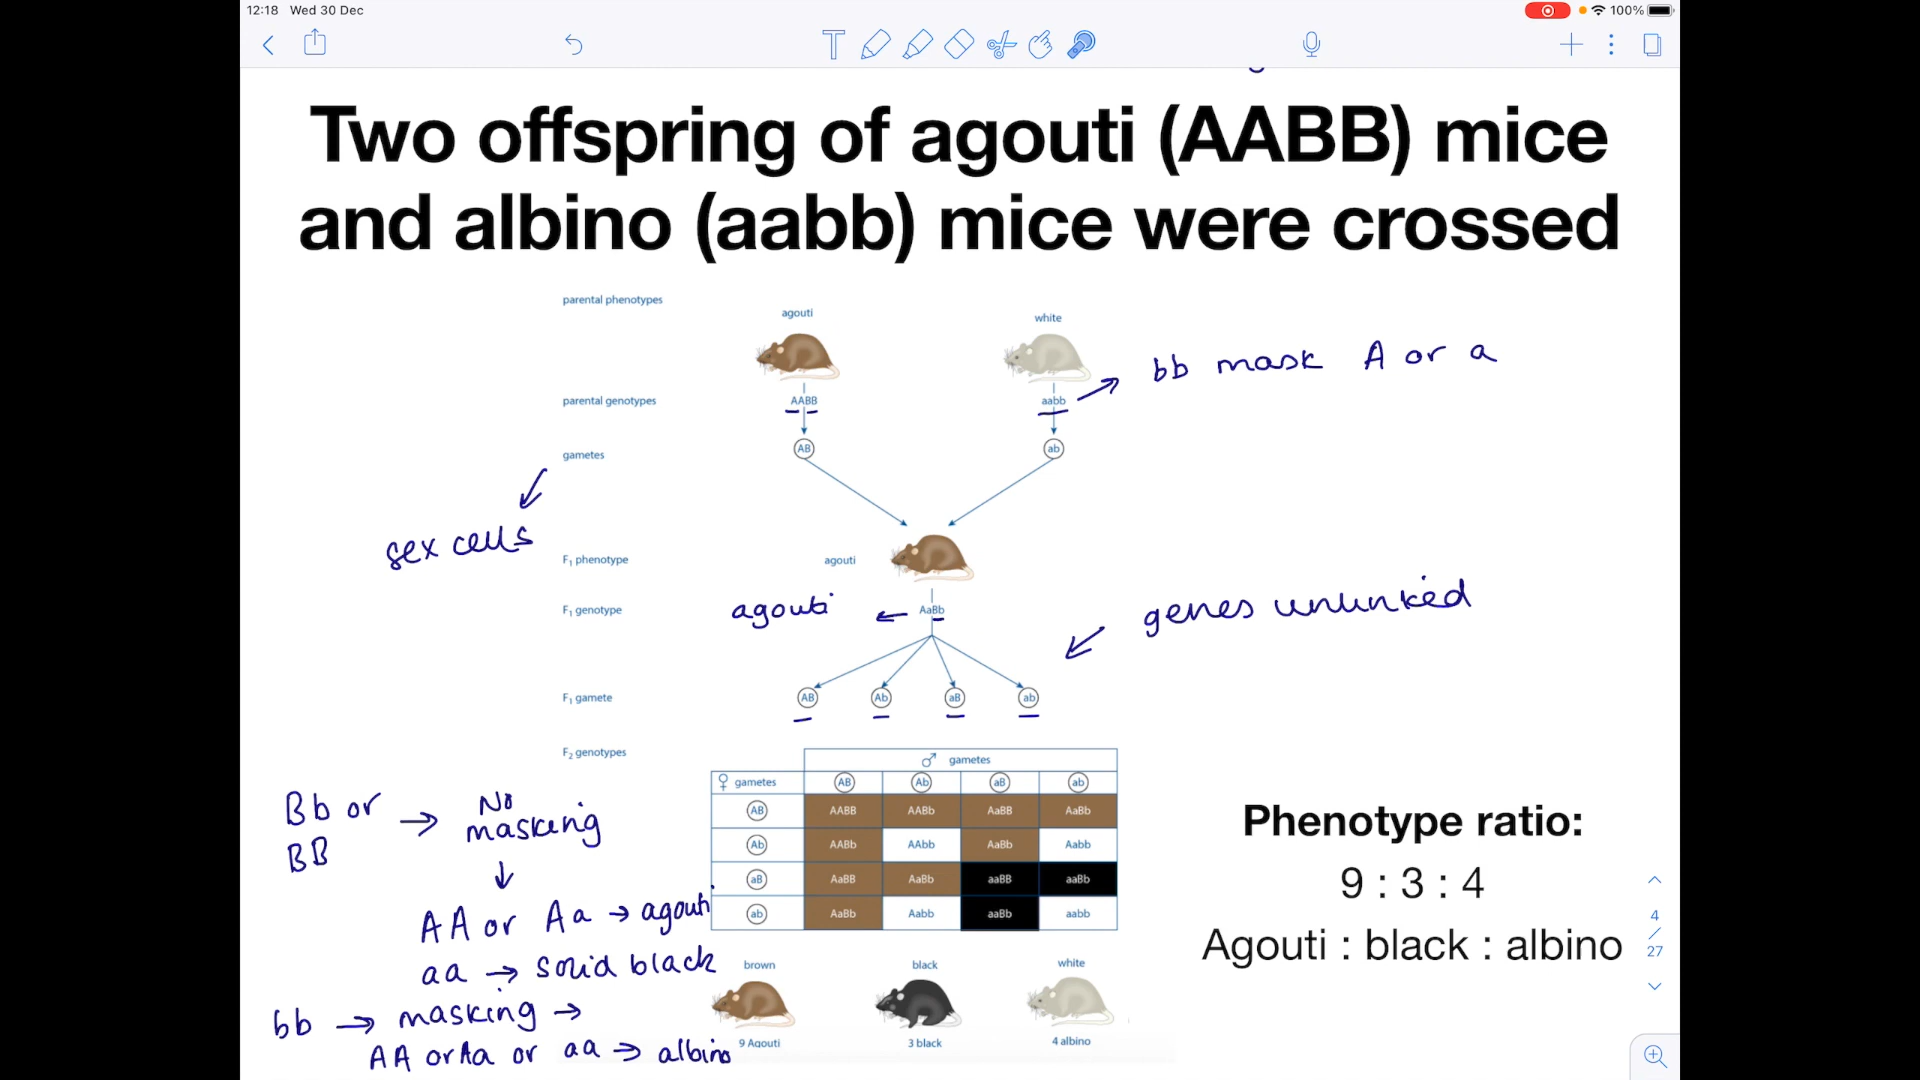 12:18 Wed 30 Dec
100%
Two offspring of agouti (AABB) mice
and albino (aabb) mice were crossed
parental phenotypes
agouti
white
bb mask A or a
parental genotypes
AABB
aabb
gametes
AB
ab
sex cells
F₁ phenotype
agouti
F₁ genotype
agouti ← AaBb
genes unlinked
F₁ gamete
AB Ab aB ab
F₂ genotypes
♂ gametes
♀ gametes AB Ab aB ab
AB AABB AABb AaBB AaBb
Ab AABb AAbb AaBb Aabb
aB AaBB AaBb aaBB aaBb
ab AaBb Aabb aaBb aabb
Bb or
BB
→ No
masking
↓
AA or Aa → agouti
aa → solid black
bb → masking →
AA or Aa or aa → albino
brown
black
white
9 Agouti
3 black
4 albino
Phenotype ratio:
9 : 3 : 4
Agouti : black : albino
4
/
27